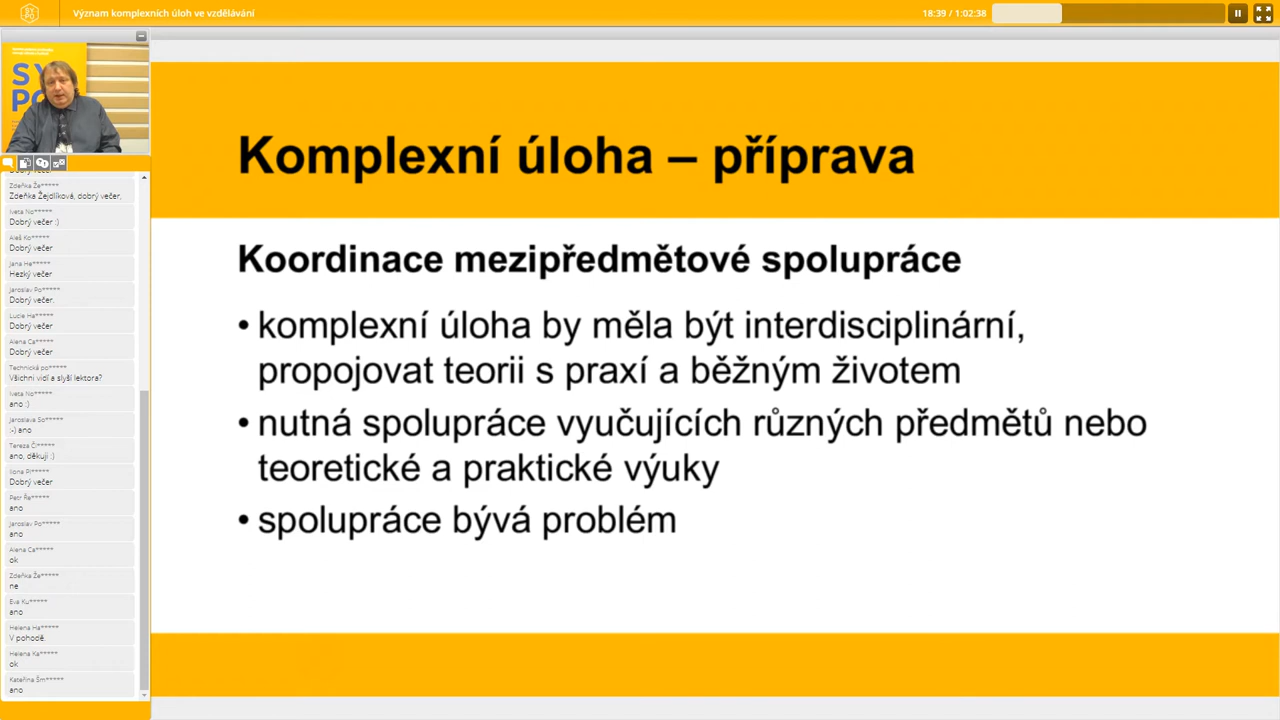 Význam komplexních úloh ve vzdělávání
18:39 / 1:02:38
SY
PO
Zdeňka Že*****
Zdeňka Žejdlíková, dobrý večer,
Iveta No*****
Dobrý večer :)
Aleš Ko*****
Dobrý večer
Jana He*****
Hezký večer
Jaroslav Po*****
Dobrý večer.
Lucie Ha*****
Dobrý večer
Alena Ca*****
Dobrý večer
Technická po*****
Všichni vidí a slyší lektora?
Iveta No*****
ano :)
Jaroslava So*****
:-) ano
Tereza Či*****
ano, děkuji :)
Ilona Pi*****
Dobrý večer
Petr Ře*****
ano
Jaroslav Po*****
ano
Alena Ca*****
ok
Zdeňka Že*****
ne
Eva Ku*****
ano
Helena Ha*****
V pohodě.
Helena Ka*****
ok
Kateřina Šm*****
ano
Komplexní úloha – příprava
Koordinace mezipředmětové spolupráce
• komplexní úloha by měla být interdisciplinární,
propojovat teorii s praxí a běžným životem
• nutná spolupráce vyučujících různých předmětů nebo
teoretické a praktické výuky
• spolupráce bývá problém